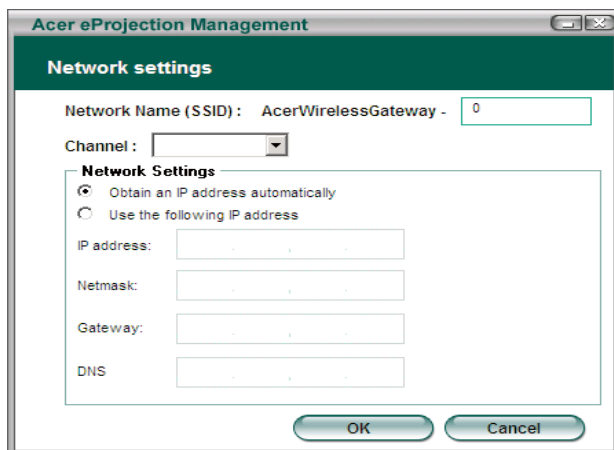 Acer eProjection Management
Network settings
Network Name (SSID) : AcerWirelessGateway - 0
Channel :
Network Settings
Obtain an IP address automatically
Use the following IP address
IP address:
Netmask:
Gateway:
DNS
OK Cancel